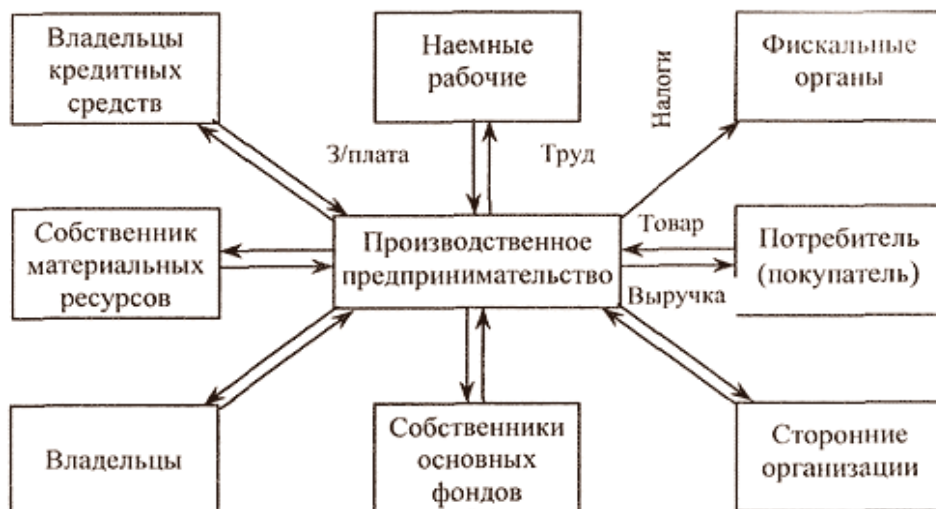 Владельцы
кредитных
средств
Наемные
рабочие
Налоги
Фискальные
органы
З/плата
Труд
Собственник
материальных
ресурсов
Производственное
предпринимательство
Товар
Выручка
Потребитель
(покупатель)
Владельцы
Собственники
основных
фондов
Сторонние
организации